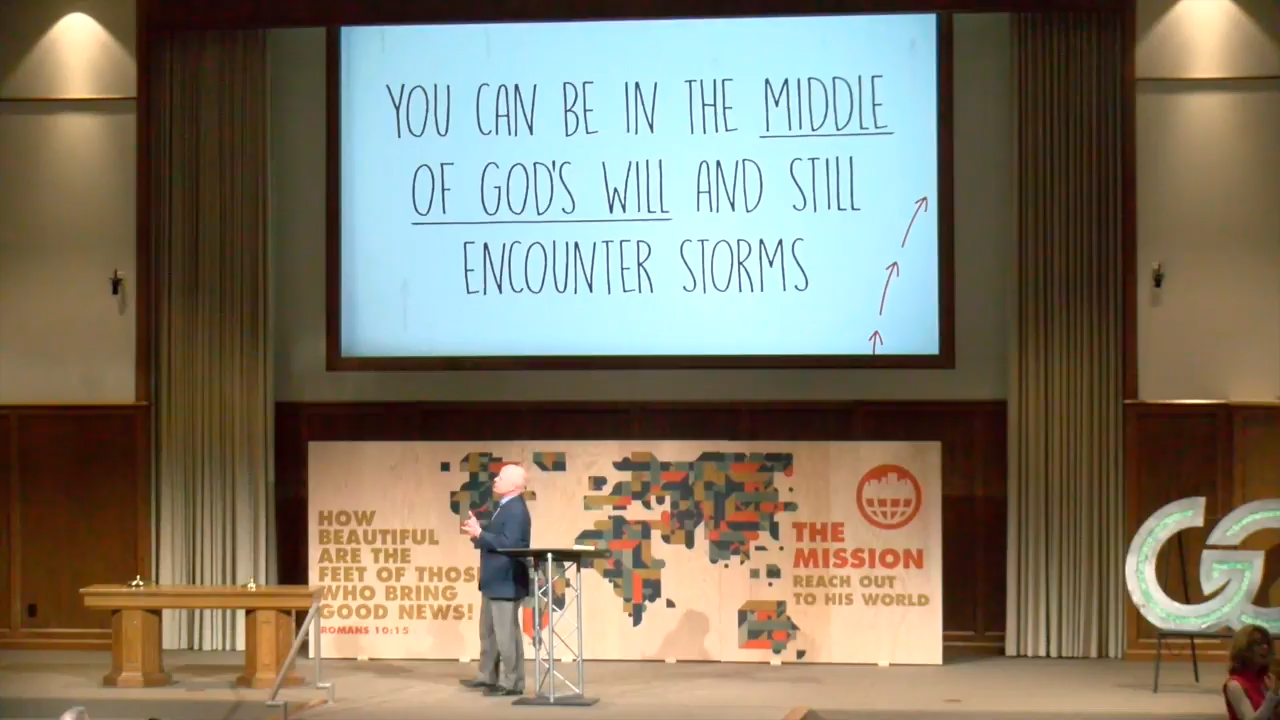 YOU CAN BE IN THE MIDDLE
OF GOD'S WILL AND STILL
ENCOUNTER STORMS
HOW
BEAUTIFUL
ARE THE
FEET OF THOS
WHO BRING
GOOD NEWS!
ROMANS 10:15
THE
MISSION
REACH OUT
TO HIS WORLD